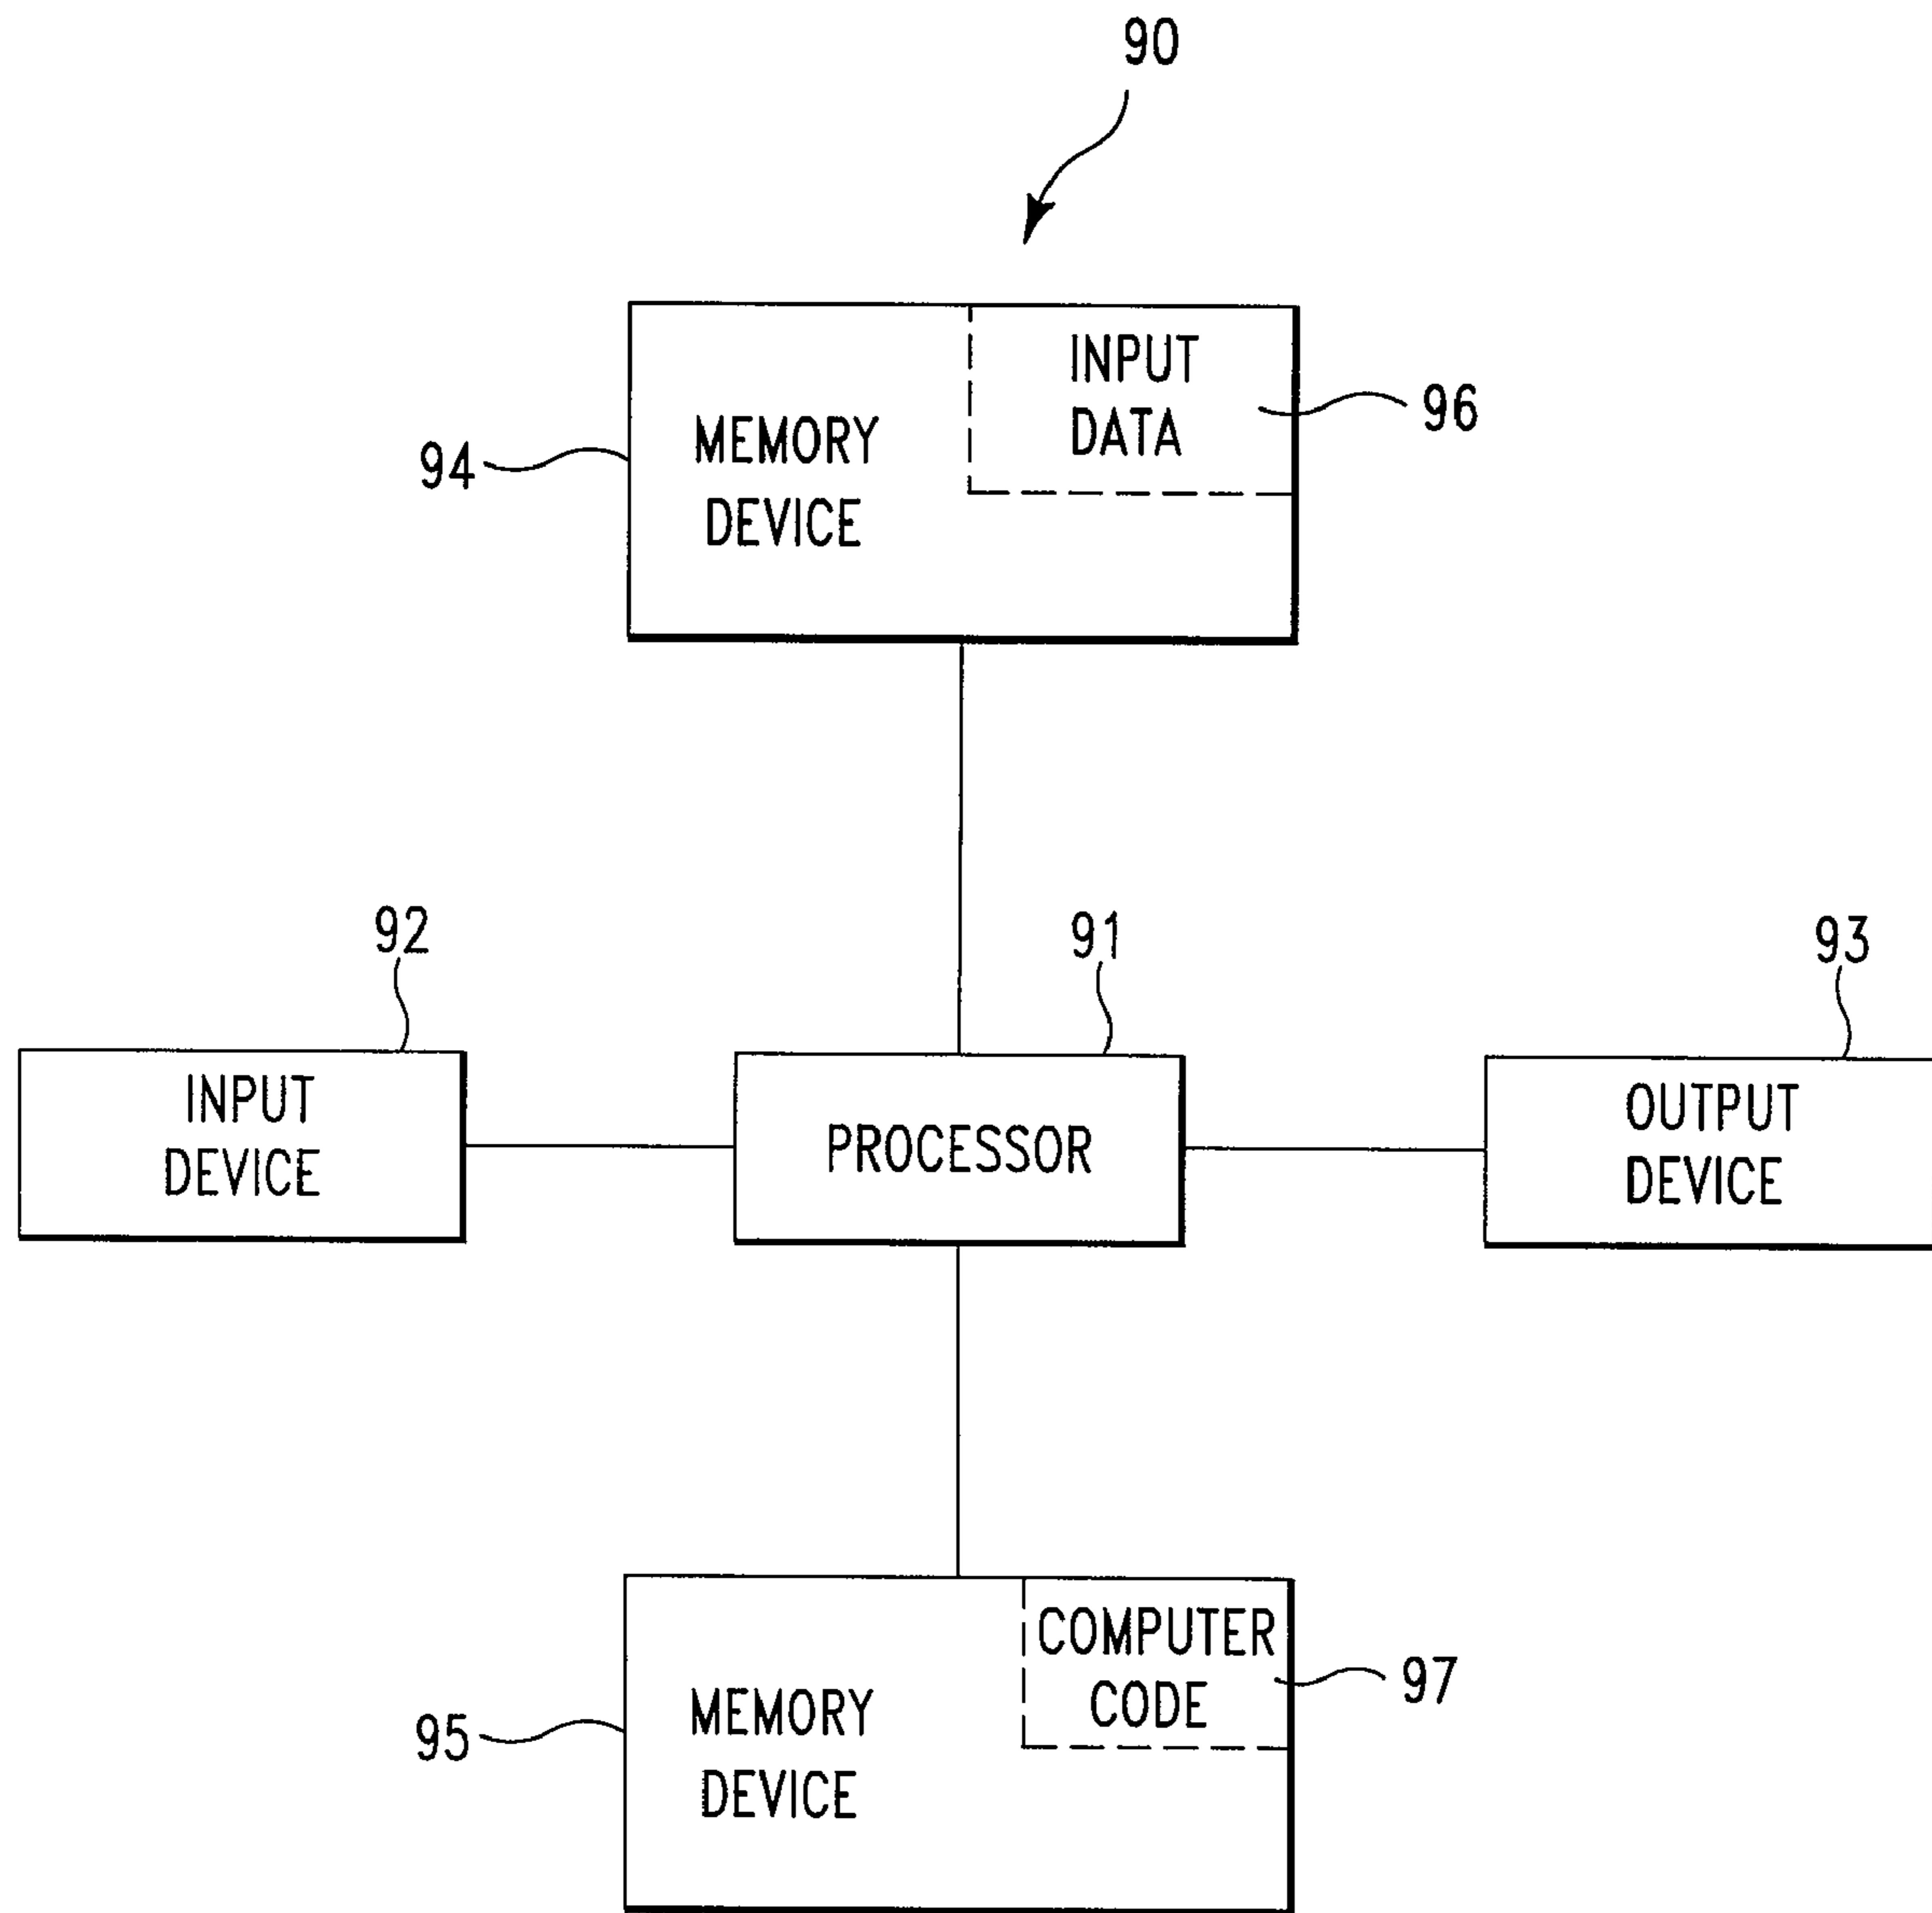 90
INPUT
DATA
96
94
MEMORY
DEVICE
92
91
93
INPUT
DEVICE
PROCESSOR
OUTPUT
DEVICE
COMPUTER
CODE
97
95
MEMORY
DEVICE